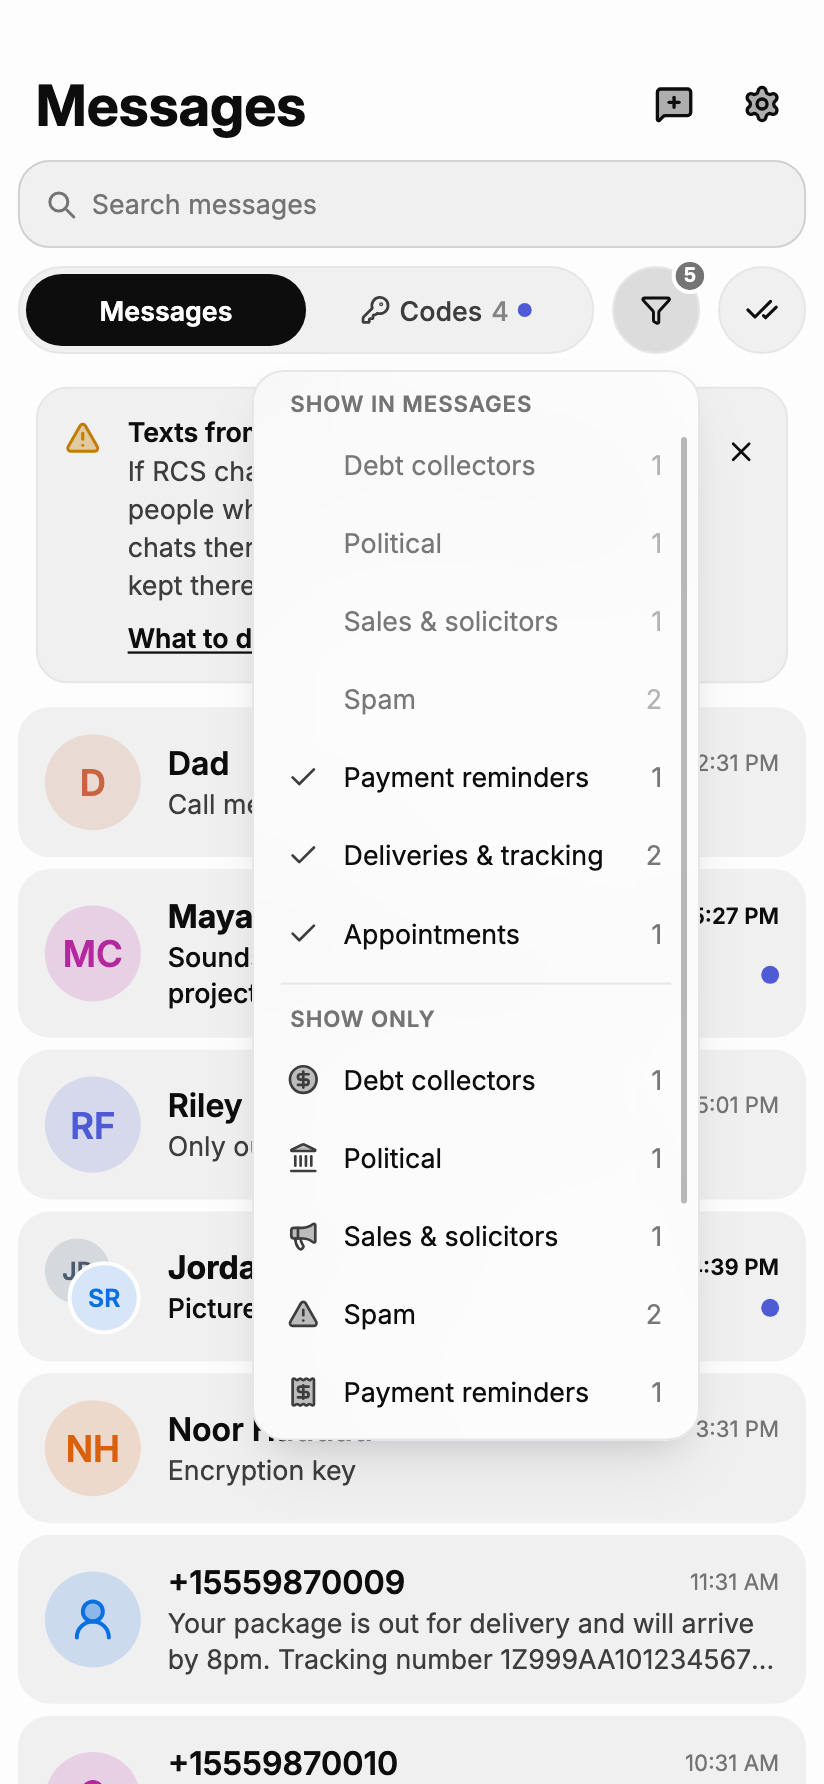 Messages
Search messages
Messages
Codes 4
5
SHOW IN MESSAGES
Debt collectors 1
Political 1
Sales & solicitors 1
Spam 2
Payment reminders 1
Deliveries & tracking 2
Appointments 1
SHOW ONLY
Debt collectors 1
Political 1
Sales & solicitors 1
Spam 2
Payment reminders 1
Texts
If RCS
people
chats
kept there
What to
D
Dad
2:31 PM
Call me
MC
Maya
5:27 PM
Sound
project
RF
Riley
5:01 PM
Only
SR
:39 PM
Picture
NH
Noor
3:31 PM
Encryption key
+15559870009
11:31 AM
Your package is out for delivery and will arrive
by 8pm. Tracking number 1Z999AA101234567...
+15559870010
10:31 AM